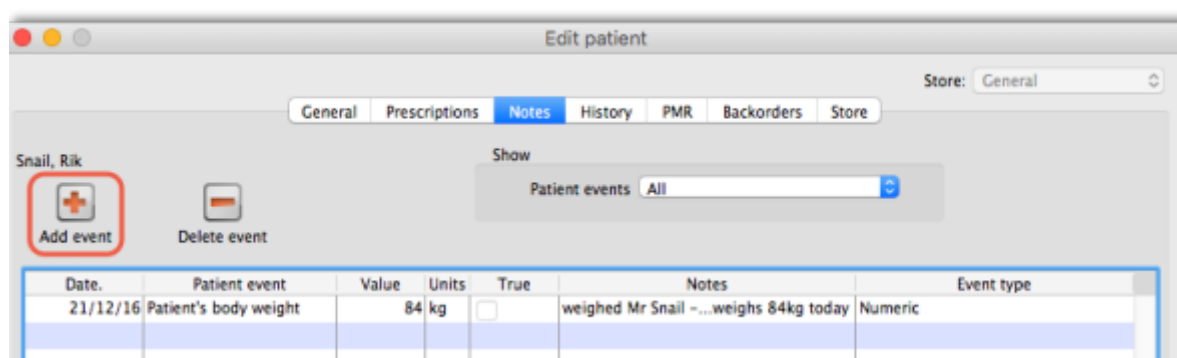 Edit patient
Store: General
General Prescriptions Notes History PMR Backorders Store
Snail, Rik
Show
Patient events All
Add event Delete event
Date. Patient event Value Units True Notes Event type
21/12/16 Patient's body weight 84 kg weighed Mr Snail –...weighs 84kg today Numeric